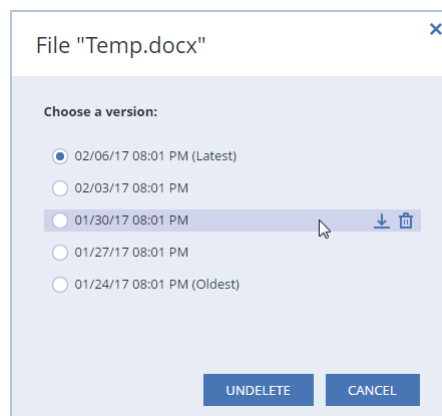 File "Temp.docx"
Choose a version:
02/06/17 08:01 PM (Latest)
02/03/17 08:01 PM
01/30/17 08:01 PM
01/27/17 08:01 PM
01/24/17 08:01 PM (Oldest)
UNDELETE CANCEL